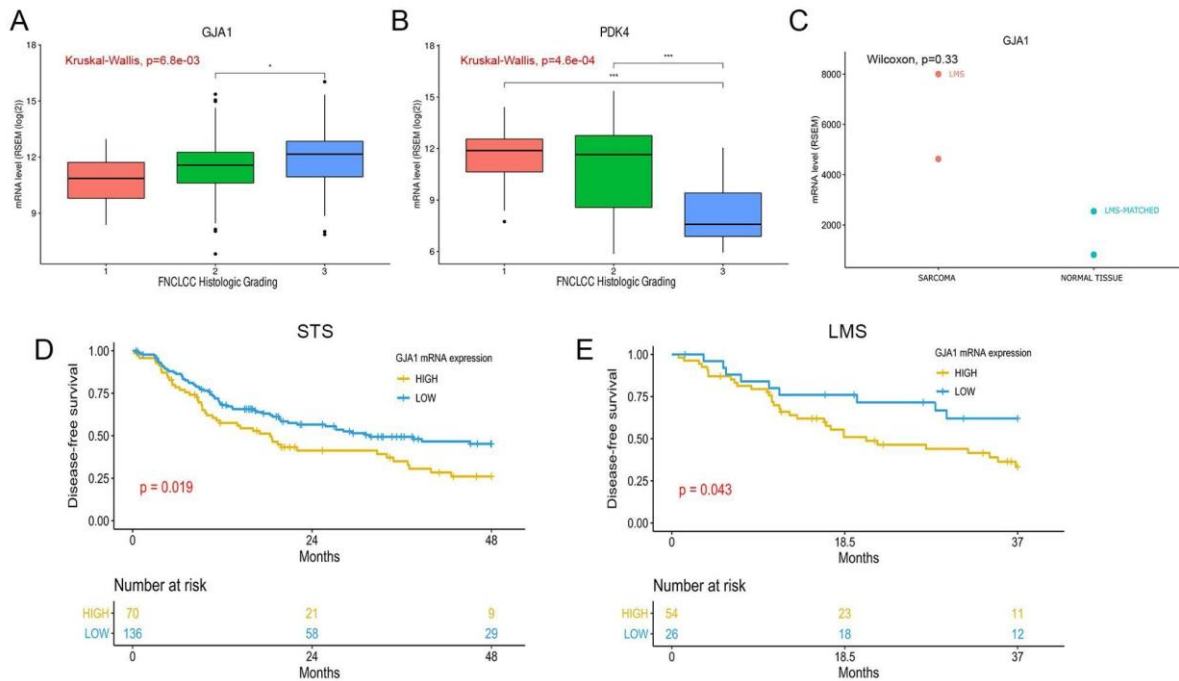 A
GJA1
Kruskal-Wallis, p=6.8e-03
*
mRNA level (RSEM (log(2))
18
15
12
9
1
2
3
FNCLCC Histologic Grading
B
PDK4
Kruskal-Wallis, p=4.6e-04
***
***
mRNA level (RSEM (log(2))
18
15
12
9
6
1
2
3
FNCLCC Histologic Grading
C
GJA1
Wilcoxon, p=0.33
LMS
LMS-MATCHED
mRNA level (RSEM)
8000
6000
4000
2000
SARCOMA
NORMAL TISSUE
D
STS
GJA1 mRNA expression
HIGH
LOW
Disease-free survival
1.00
0.75
0.50
0.25
0.00
p = 0.019
0
24
48
Months
Number at risk
HIGH 70 21 9
LOW 136 58 29
0 24 48
Months
E
LMS
GJA1 mRNA expression
HIGH
LOW
Disease-free survival
1.00
0.75
0.50
0.25
0.00
p = 0.043
0
18.5
37
Months
Number at risk
HIGH 54 23 11
LOW 26 18 12
0 18.5 37
Months